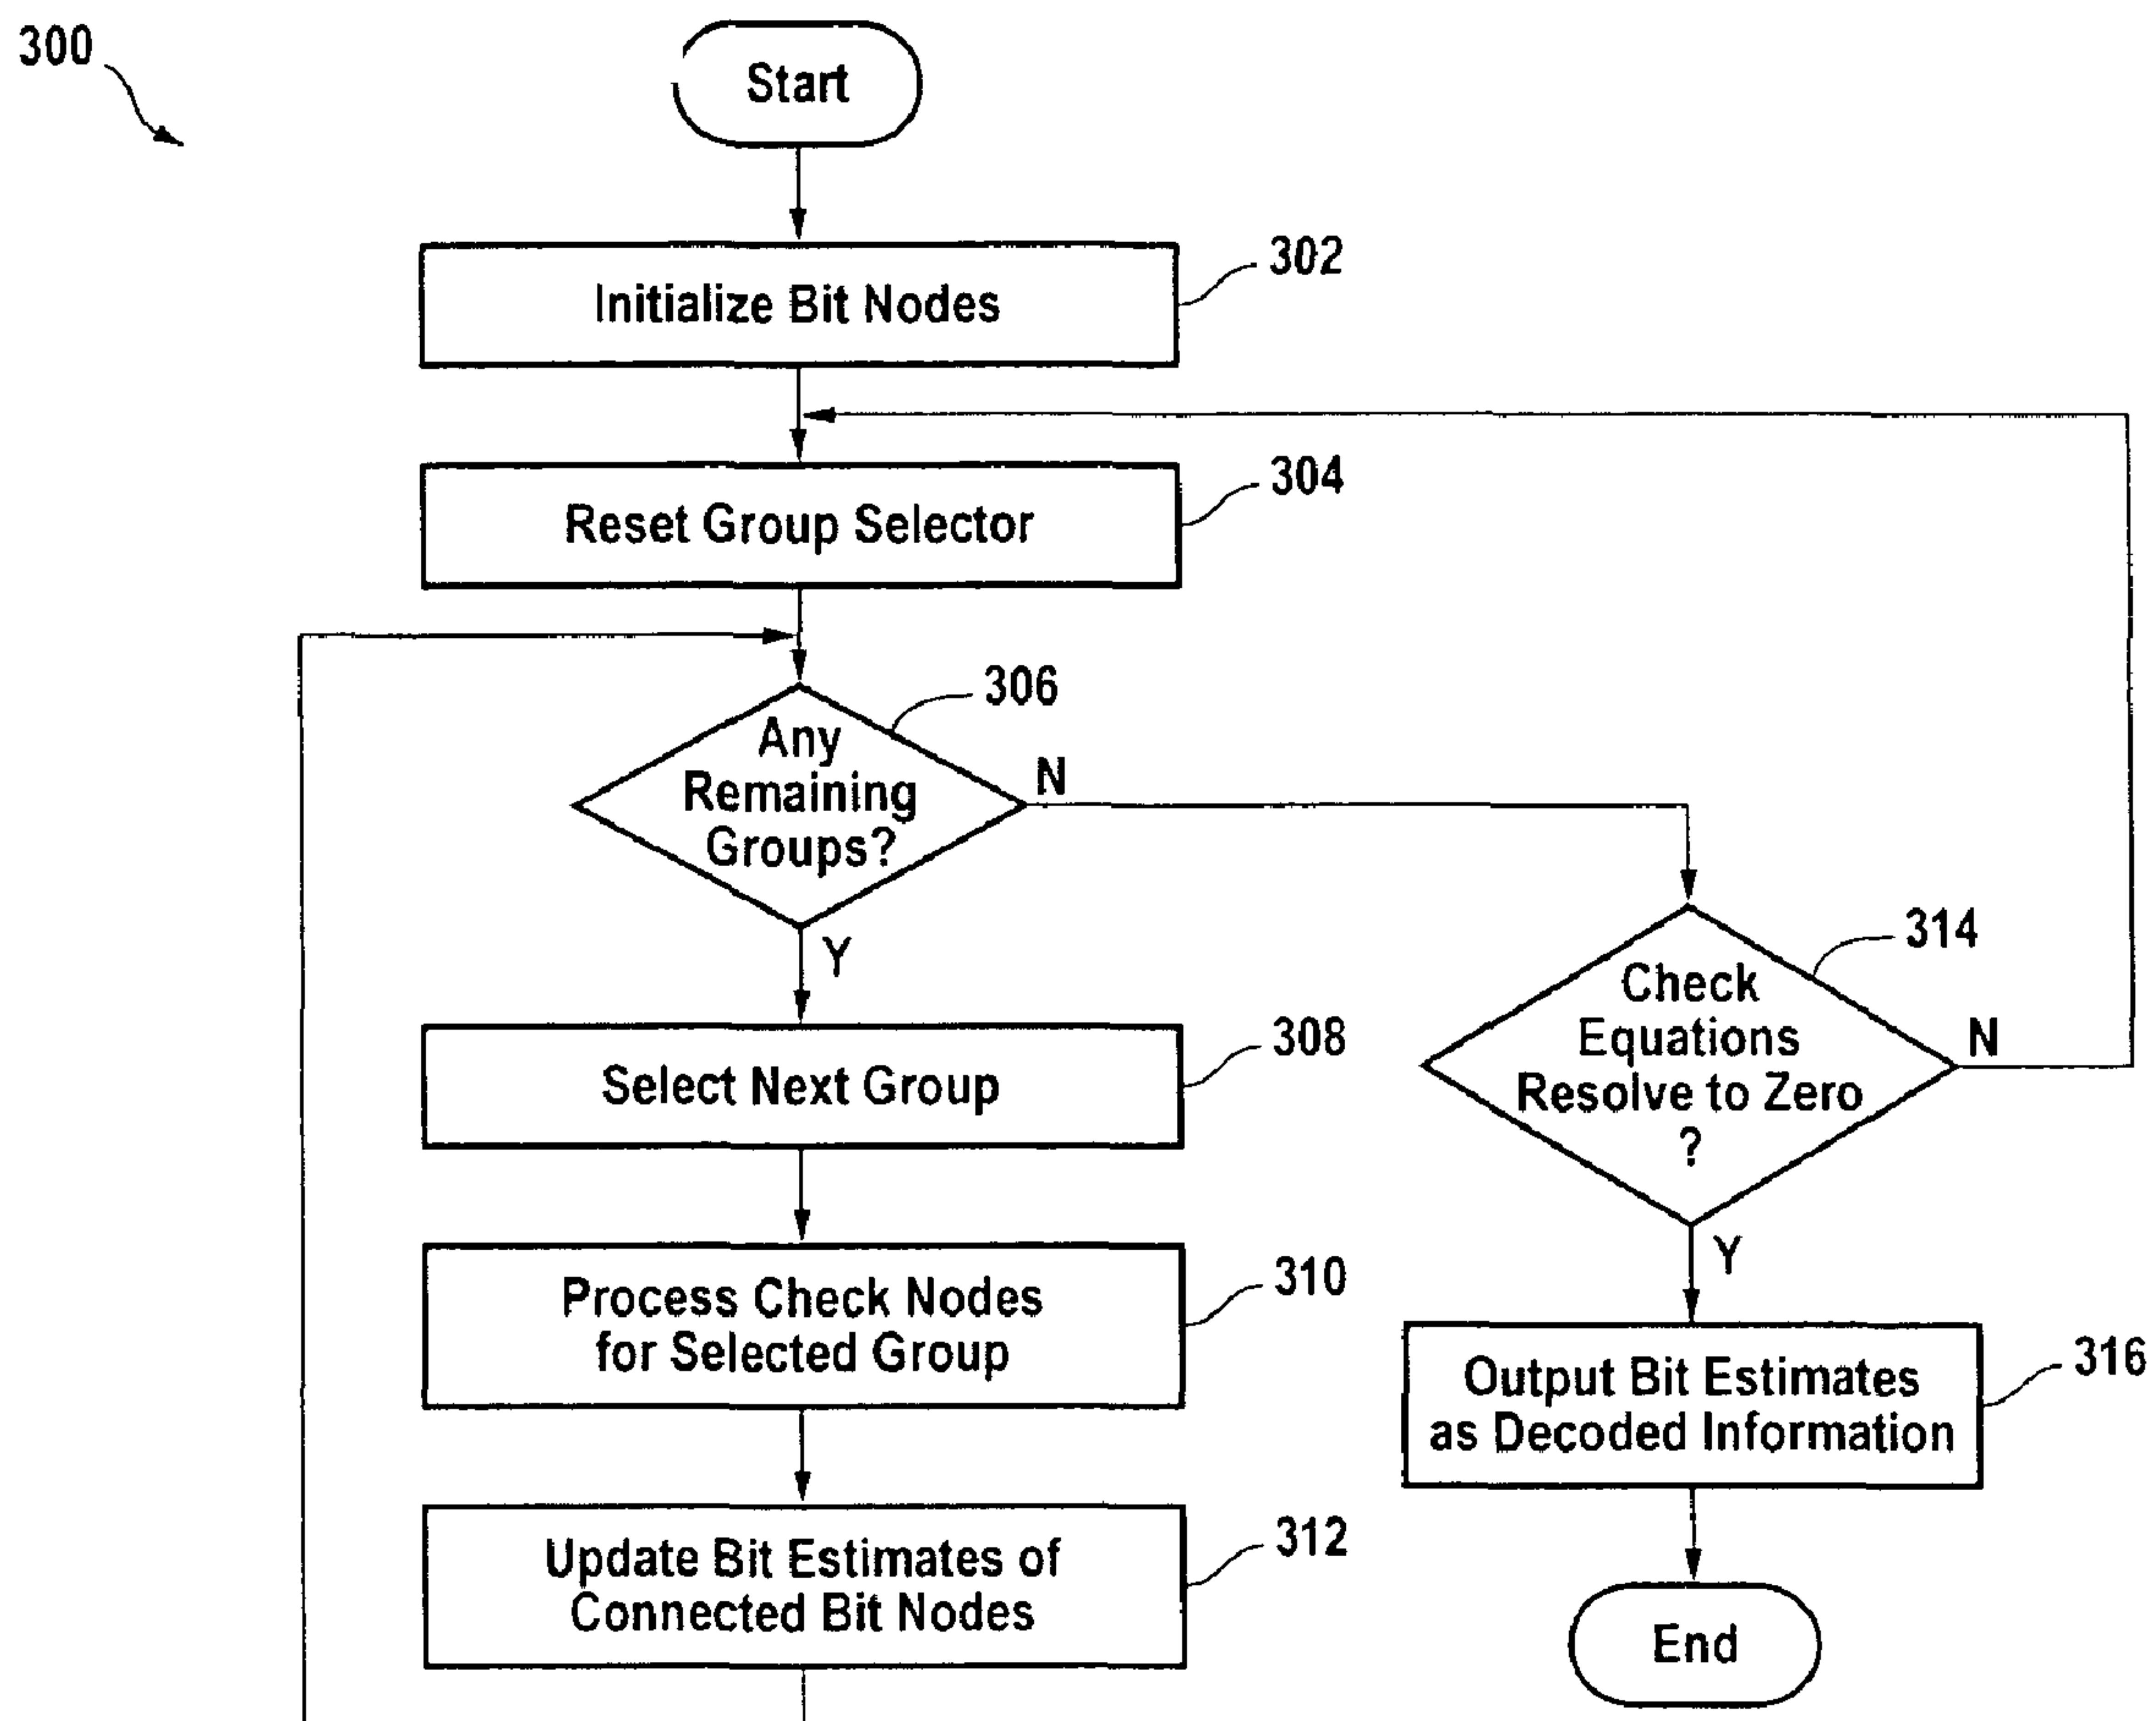 300
Start
302
Initialize Bit Nodes
304
Reset Group Selector
306
Any
Remaining
Groups?
N
Y
314
Check
Equations
Resolve to Zero
?
N
Y
308
Select Next Group
310
Process Check Nodes
for Selected Group
316
Output Bit Estimates
as Decoded Information
312
Update Bit Estimates of
Connected Bit Nodes
End